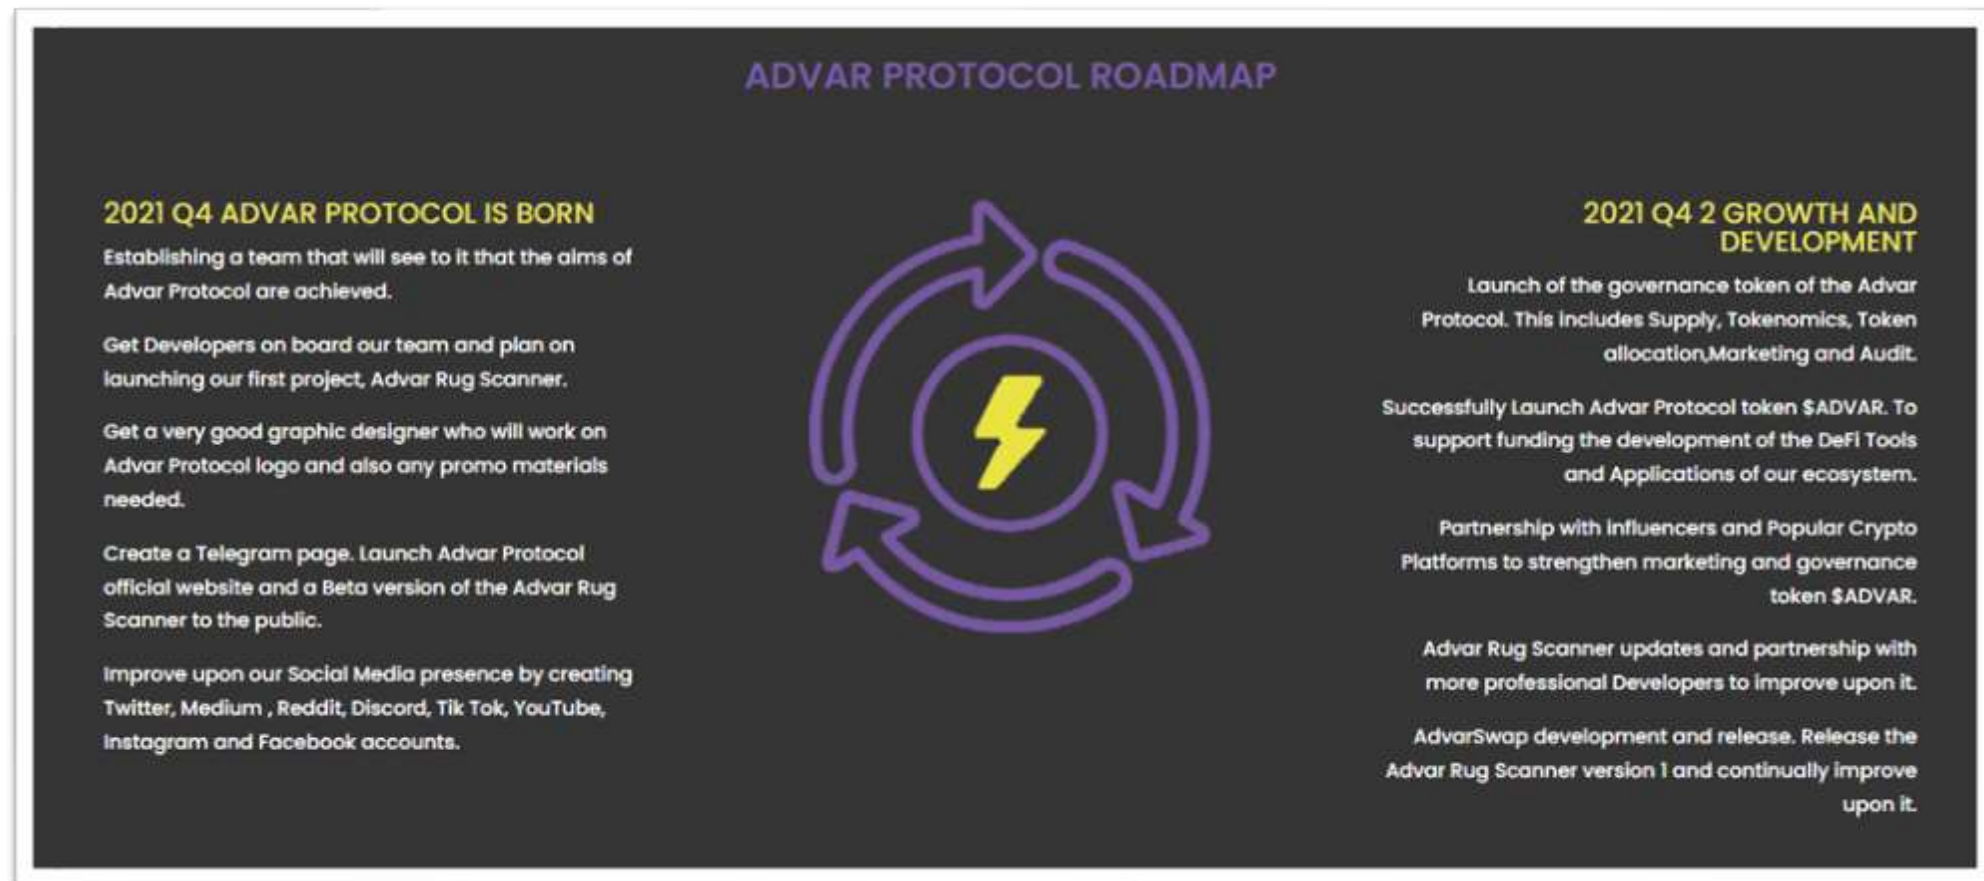 ADVAR PROTOCOL ROADMAP
2021 Q4 ADVAR PROTOCOL IS BORN
Establishing a team that will see to it that the aims of
Advar Protocol are achieved.
Get Developers on board our team and plan on
launching our first project, Advar Rug Scanner.
Get a very good graphic designer who will work on
Advar Protocol logo and also any promo materials
needed.
Create a Telegram page. Launch Advar Protocol
official website and a Beta version of the Advar Rug
Scanner to the public.
Improve upon our Social Media presence by creating
Twitter, Medium , Reddit, Discord, Tik Tok, YouTube,
Instagram and Facebook accounts.
2021 Q4 2 GROWTH AND
DEVELOPMENT
Launch of the governance token of the Advar
Protocol. This includes Supply, Tokenomics, Token
allocation,Marketing and Audit.
Successfully Launch Advar Protocol token $ADVAR. To
support funding the development of the DeFi Tools
and Applications of our ecosystem.
Partnership with influencers and Popular Crypto
Platforms to strengthen marketing and governance
token $ADVAR.
Advar Rug Scanner updates and partnership with
more professional Developers to improve upon it.
AdvarSwap development and release. Release the
Advar Rug Scanner version 1 and continually improve
upon it.